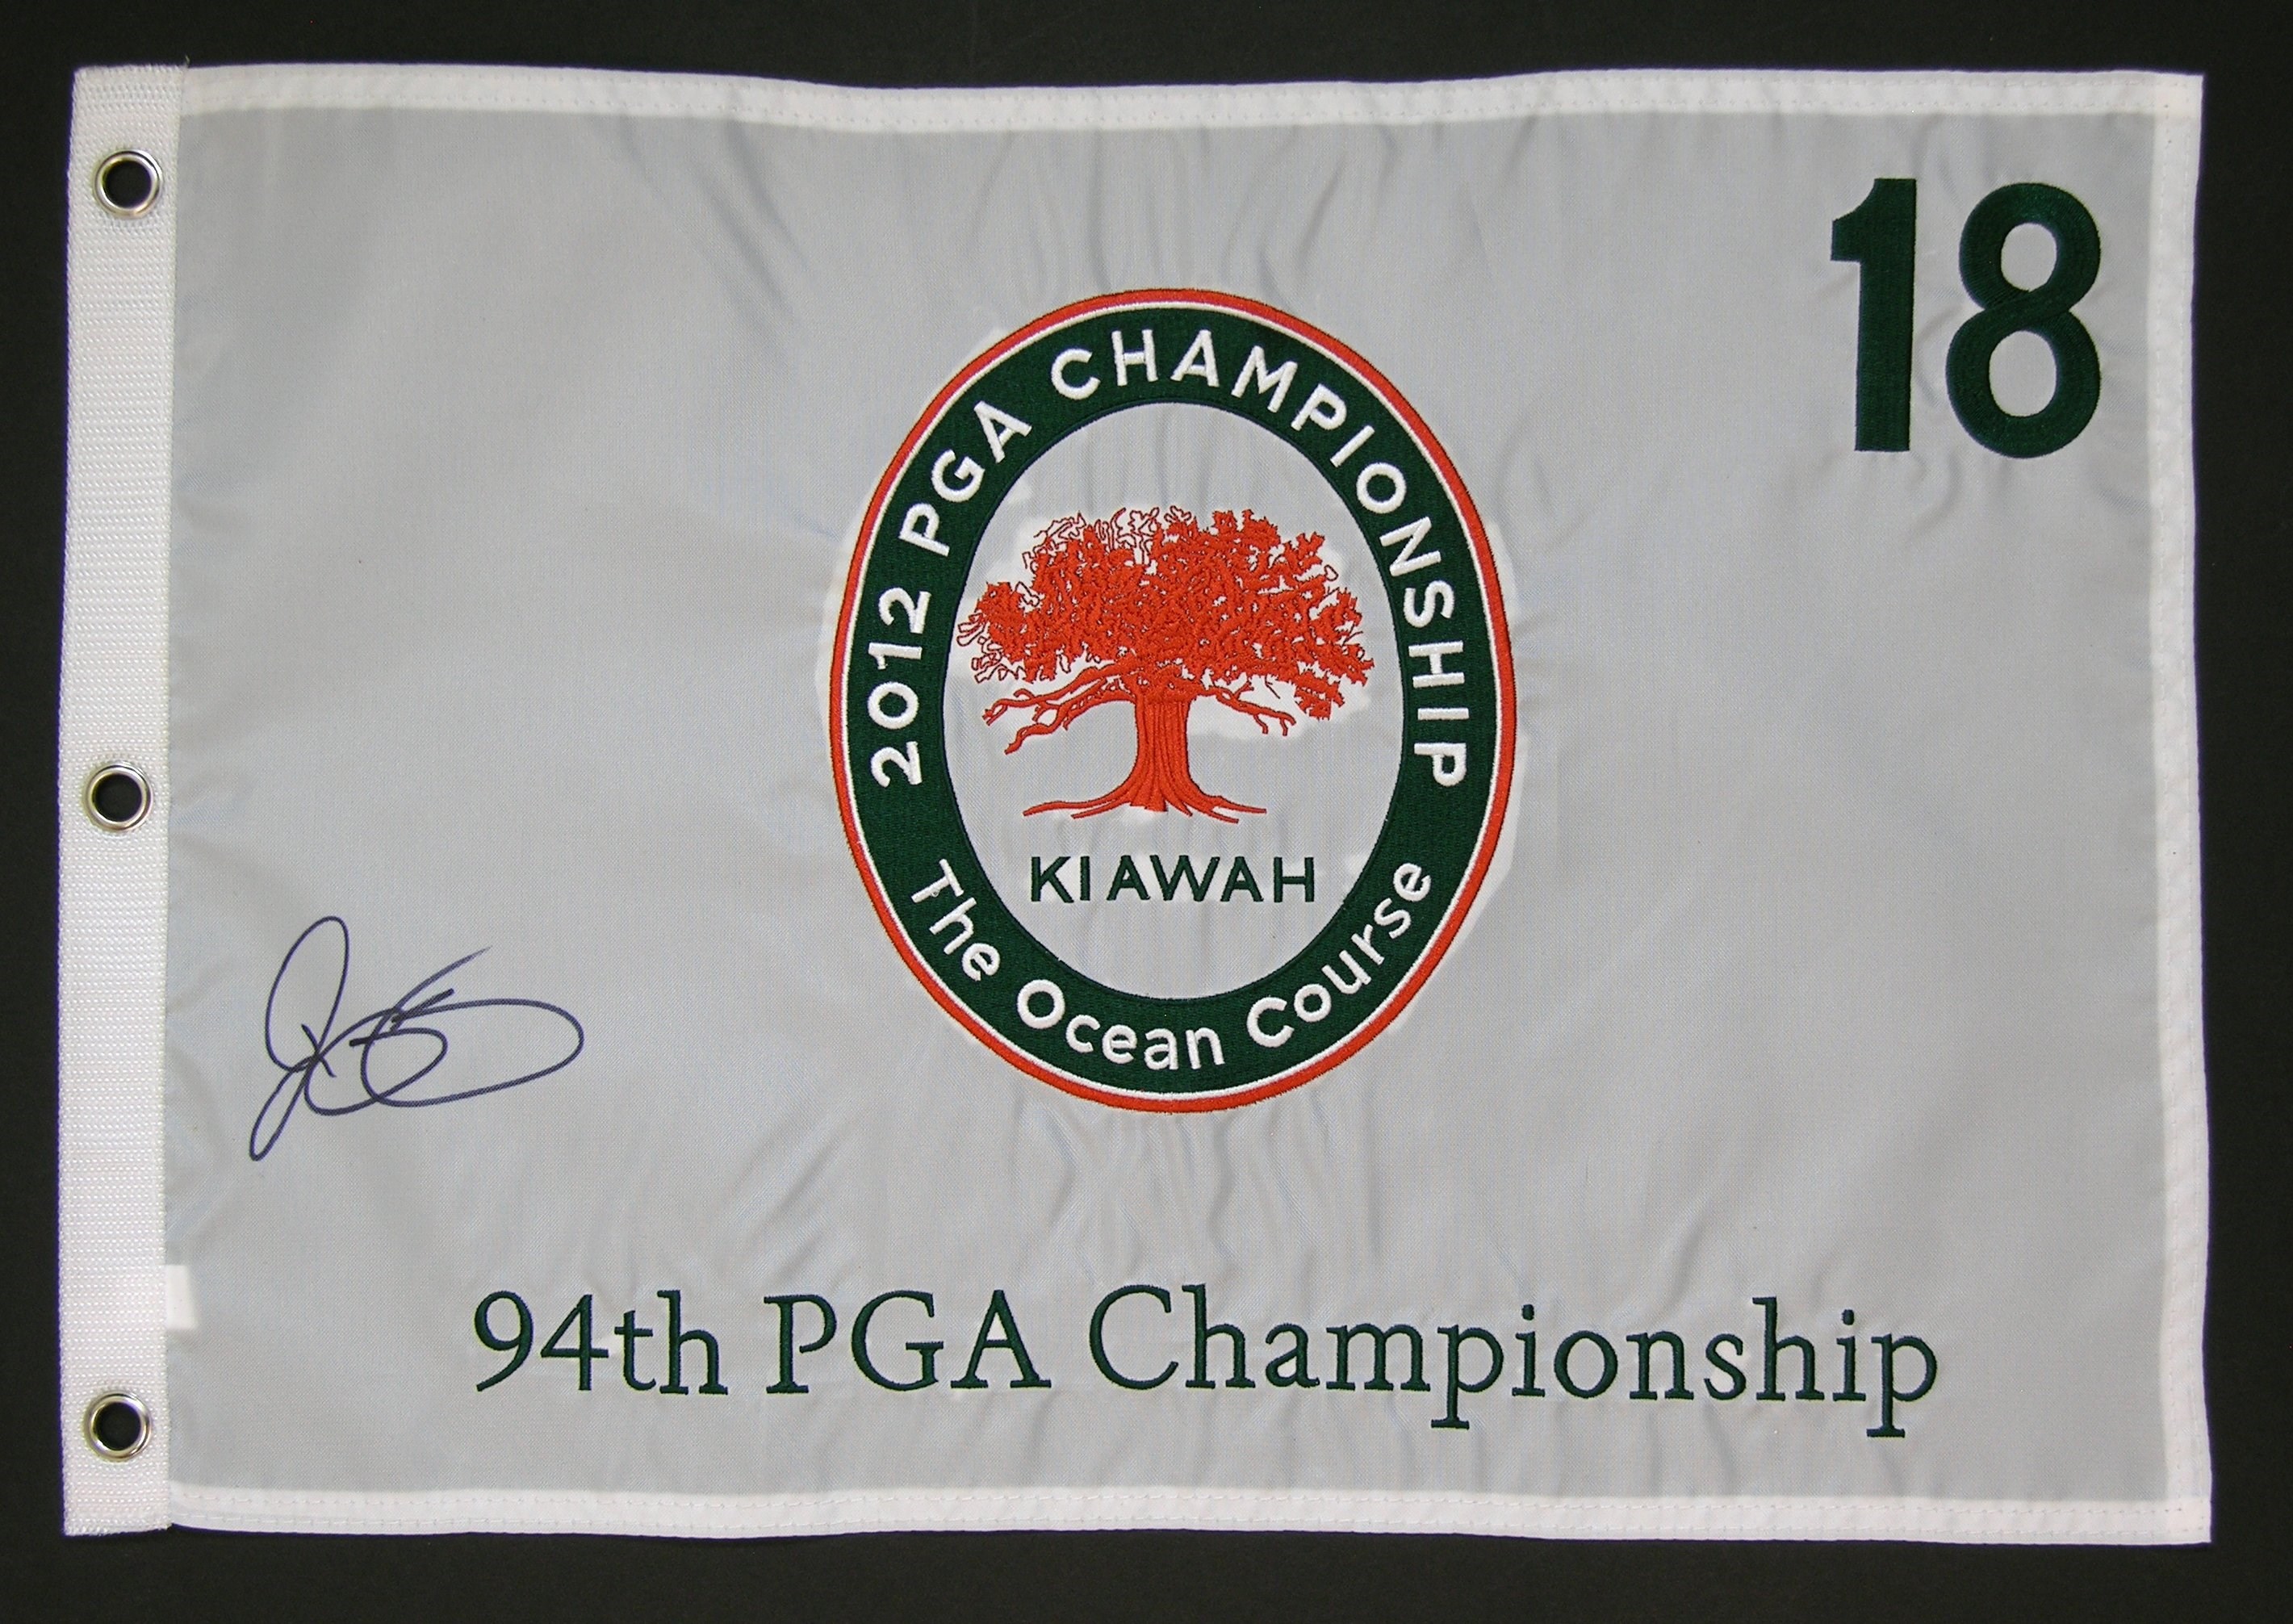 18
2012 PGA CHAMPIONSHIP
KIAWAH
The Ocean Course
94th PGA Championship